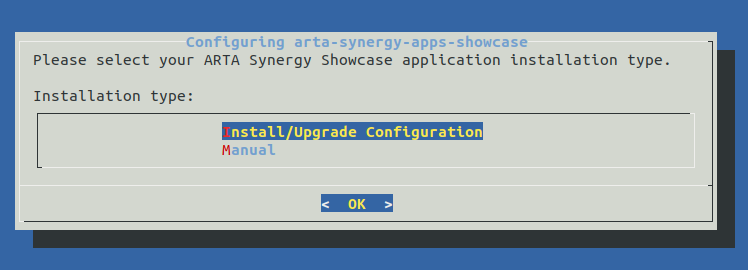 Configuring arta-synergy-apps-showcase
Please select your ARTA Synergy Showcase application installation type.
Installation type:
Install/Upgrade Configuration
Manual
< OK >